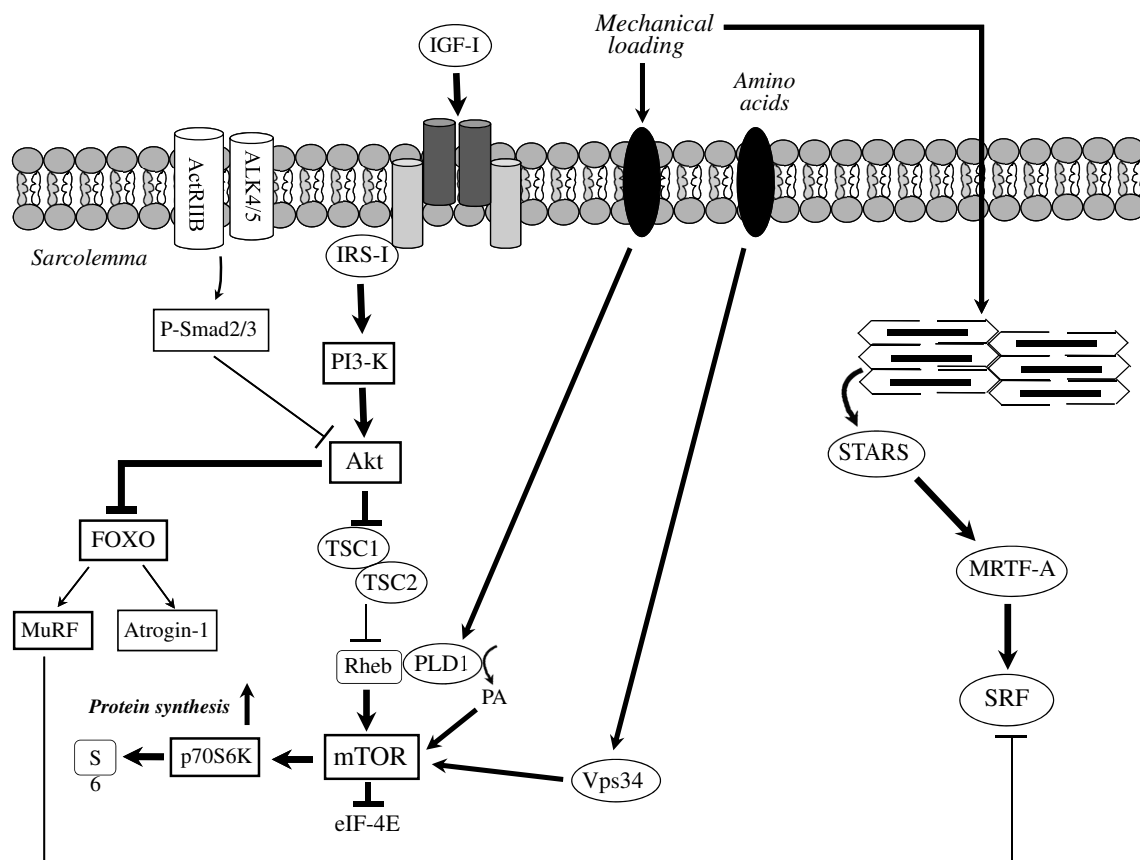 IGF-I
Mechanical
loading
Amino
acids
ActRIIB
ALK4/5
Sarcolemma
IRS-I
P-Smad2/3
PI3-K
Akt
STARS
FOXO
TSC1
TSC2
MRTF-A
MuRF
Atrogin-1
Rheb
PLD1
PA
SRF
Protein synthesis
S
6
p70S6K
mTOR
Vps34
eIF-4E